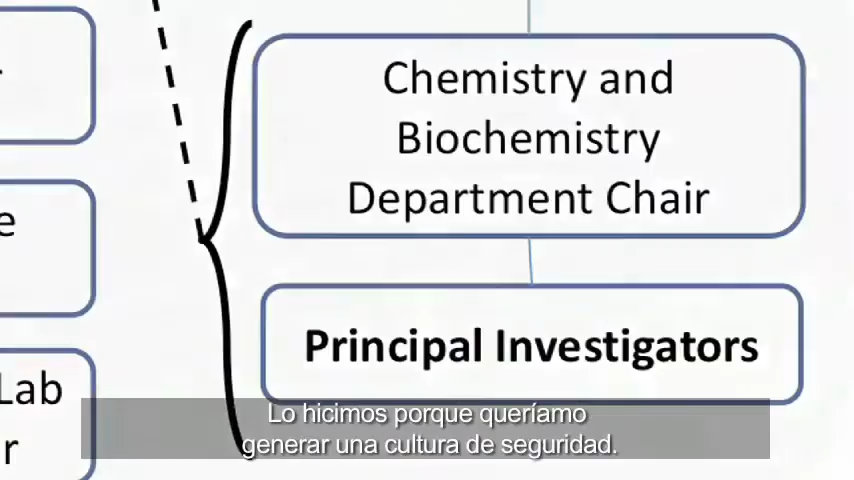 Chemistry and
Biochemistry
Department Chair
Principal Investigators
Lab
Lo hicimos porque queríamo
generar una cultura de seguridad.